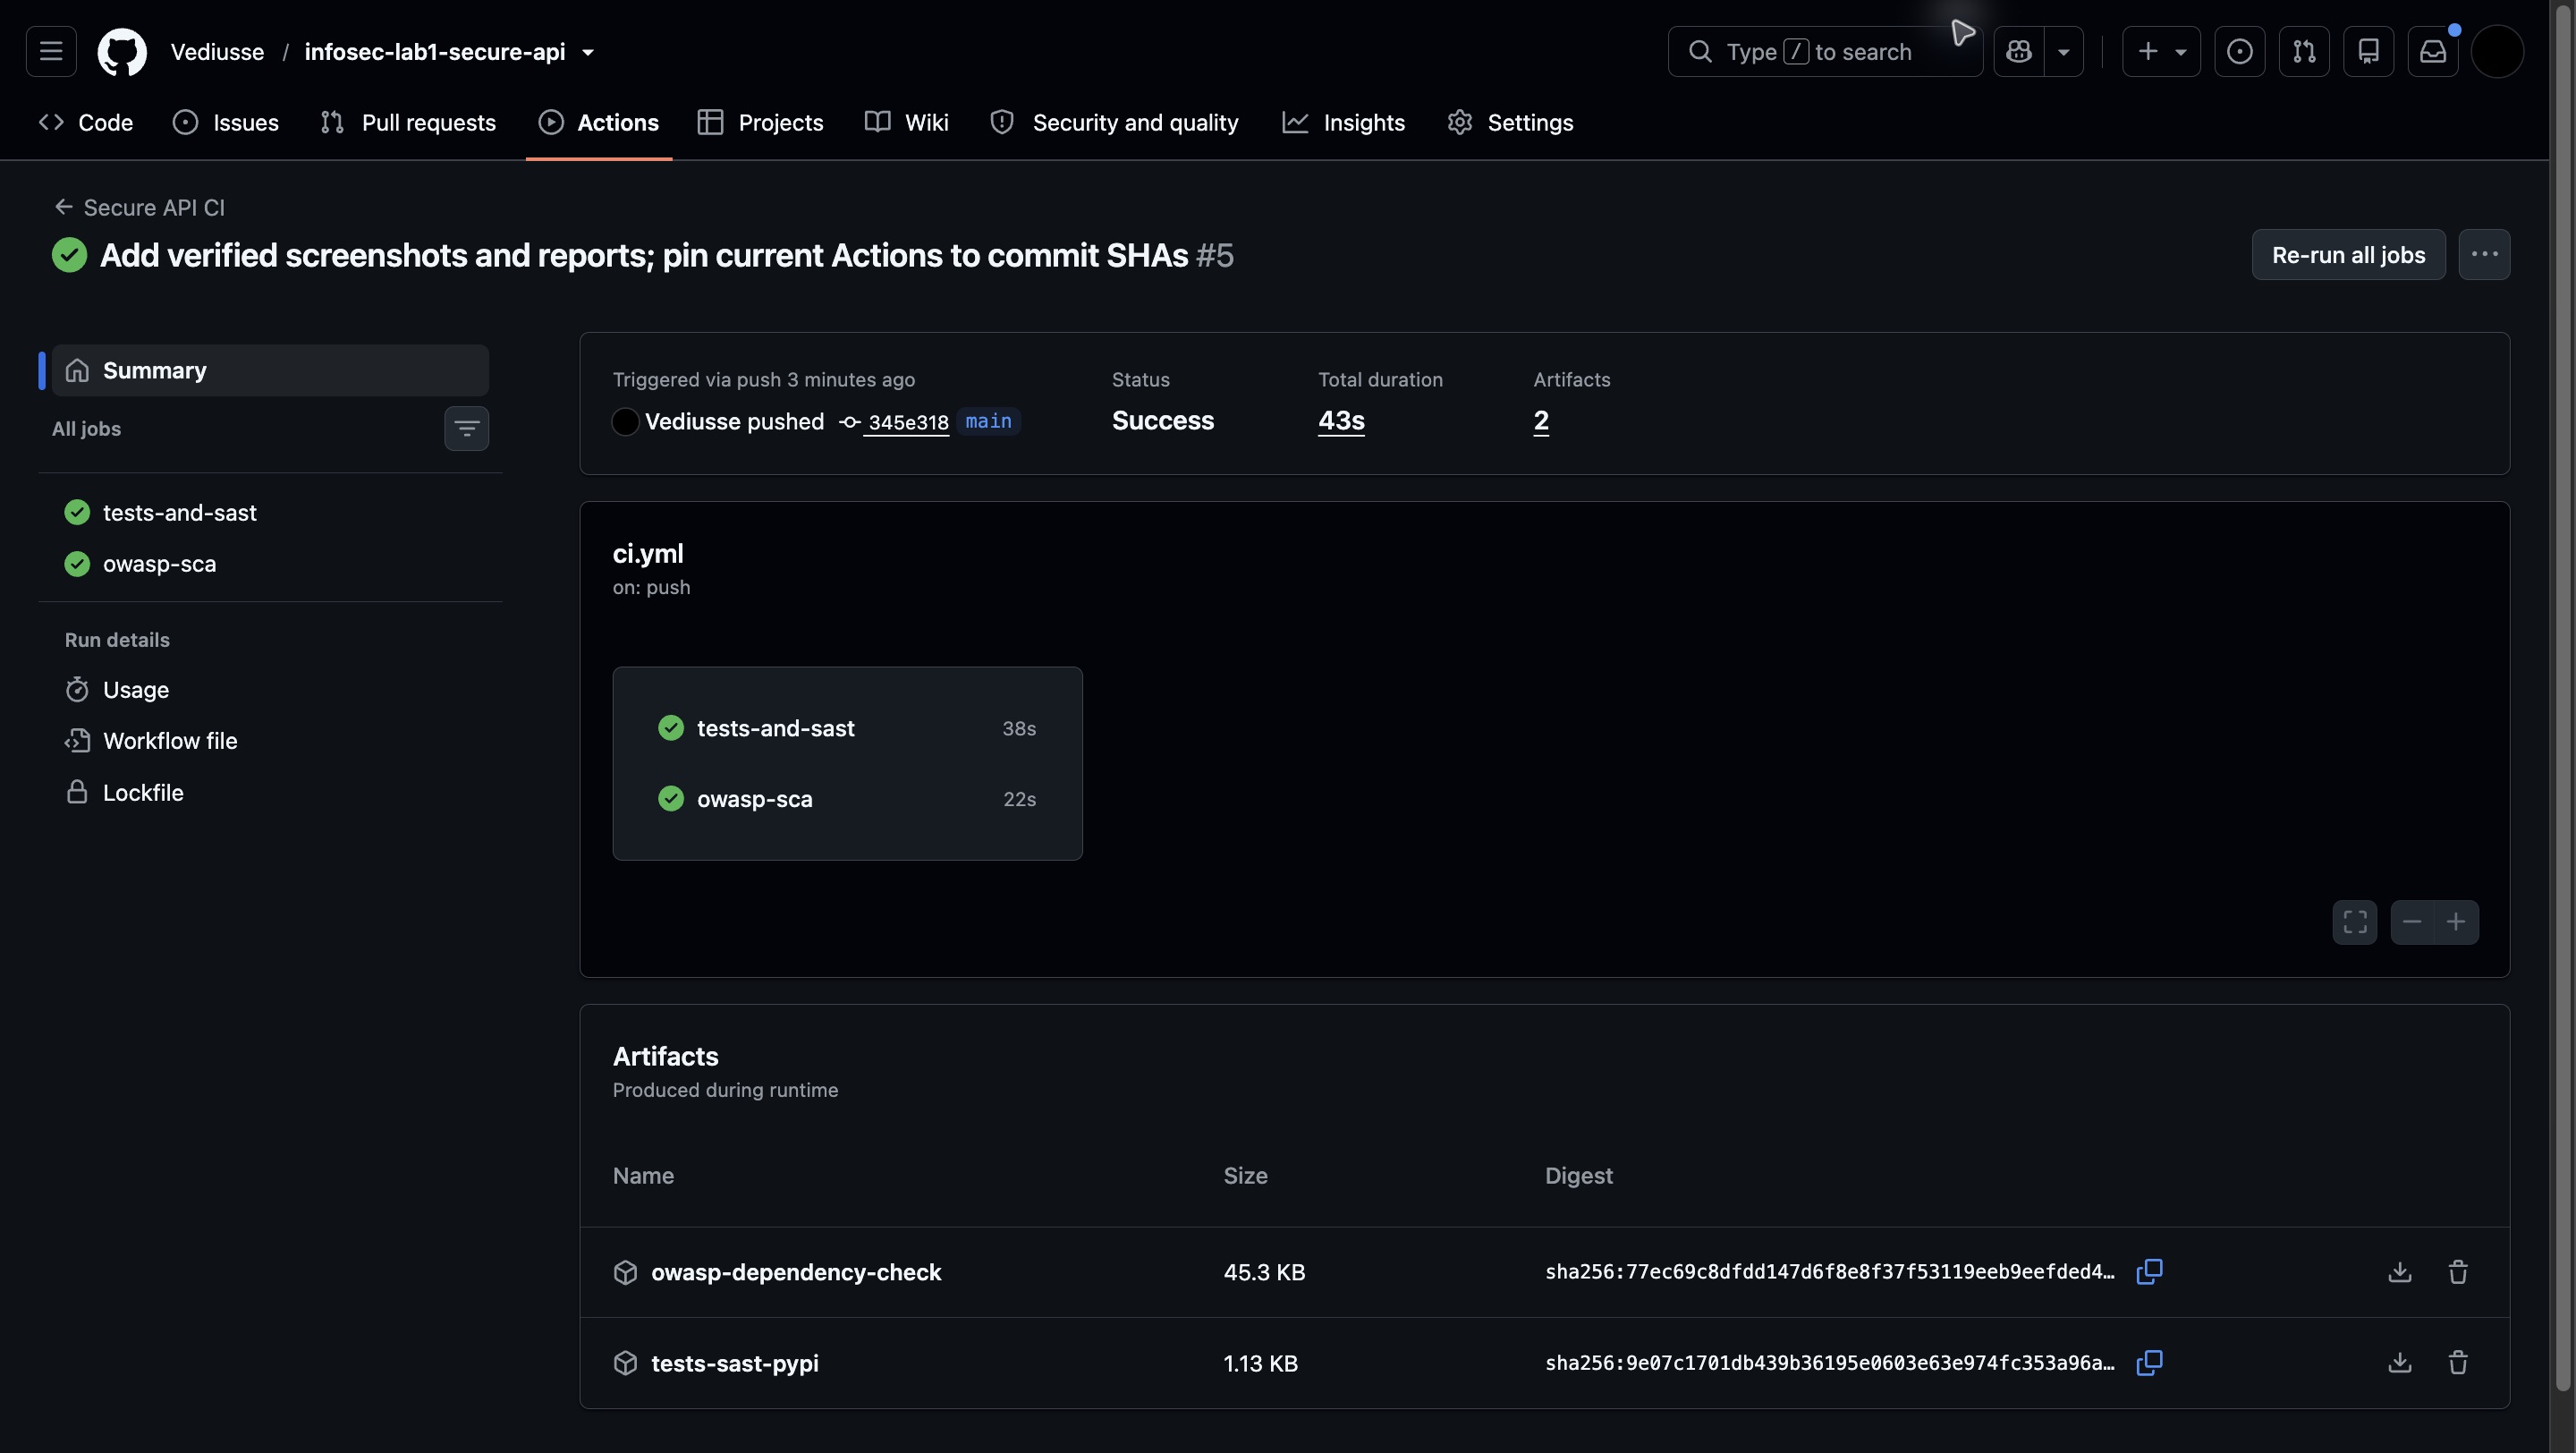 Vediusse / infosec-lab1-secure-api
Type / to search
Code
Issues
Pull requests
Actions
Projects
Wiki
Security and quality
Insights
Settings
Secure API CI
Add verified screenshots and reports; pin current Actions to commit SHAs #5
Re-run all jobs
Summary
All jobs
tests-and-sast
owasp-sca
Run details
Usage
Workflow file
Lockfile
Triggered via push 3 minutes ago
Vediusse pushed 345e318 main
Status
Success
Total duration
43s
Artifacts
2
ci.yml
on: push
tests-and-sast 38s
owasp-sca 22s
Artifacts
Produced during runtime
Name Size Digest
owasp-dependency-check 45.3 KB sha256:77ec69c8dfdd147d6f8e8f37f53119eeb9eefded4…
tests-sast-pypi 1.13 KB sha256:9e07c1701db439b36195e0603e63e974fc353a96a…